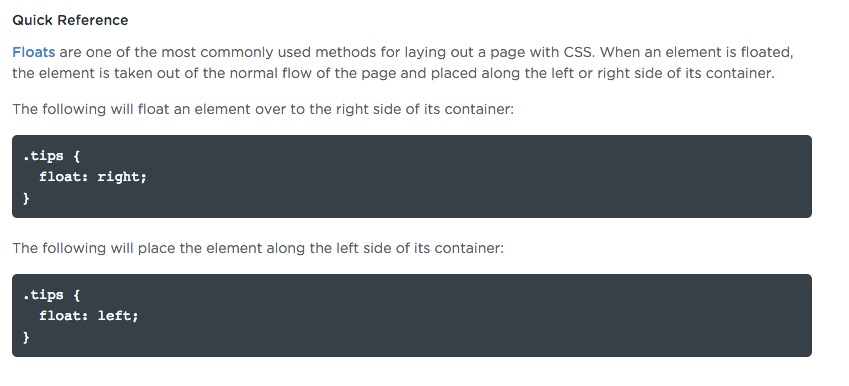 Quick Reference
Floats are one of the most commonly used methods for laying out a page with CSS. When an element is floated,
the element is taken out of the normal flow of the page and placed along the left or right side of its container.
The following will float an element over to the right side of its container:
.tips {
  float: right;
}
The following will place the element along the left side of its container:
.tips {
  float: left;
}